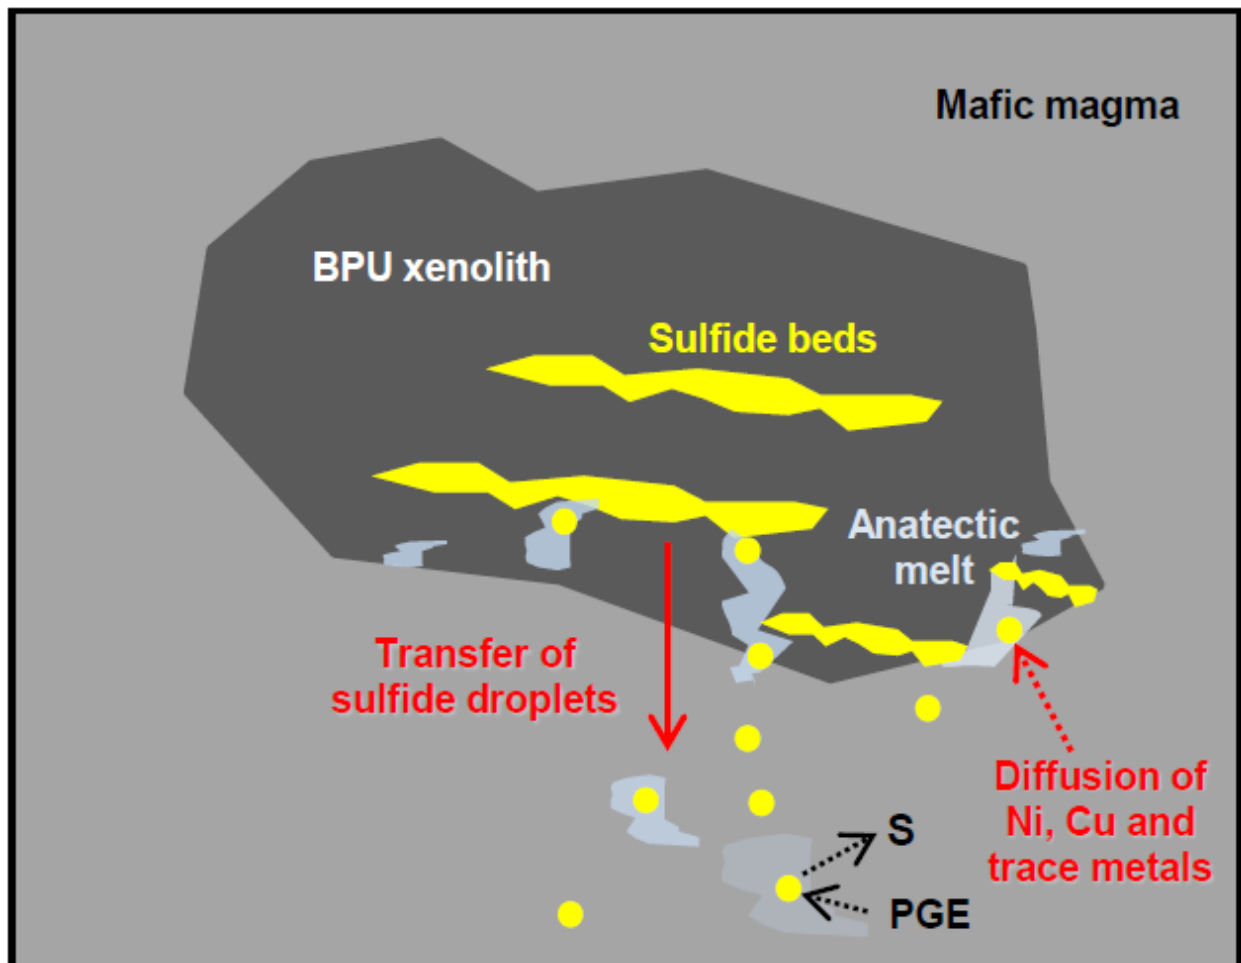 Mafic magma
BPU xenolith
Sulfide beds
Anatectic
melt
Transfer of
sulfide droplets
Diffusion of
Ni, Cu and
trace metals
S
PGE